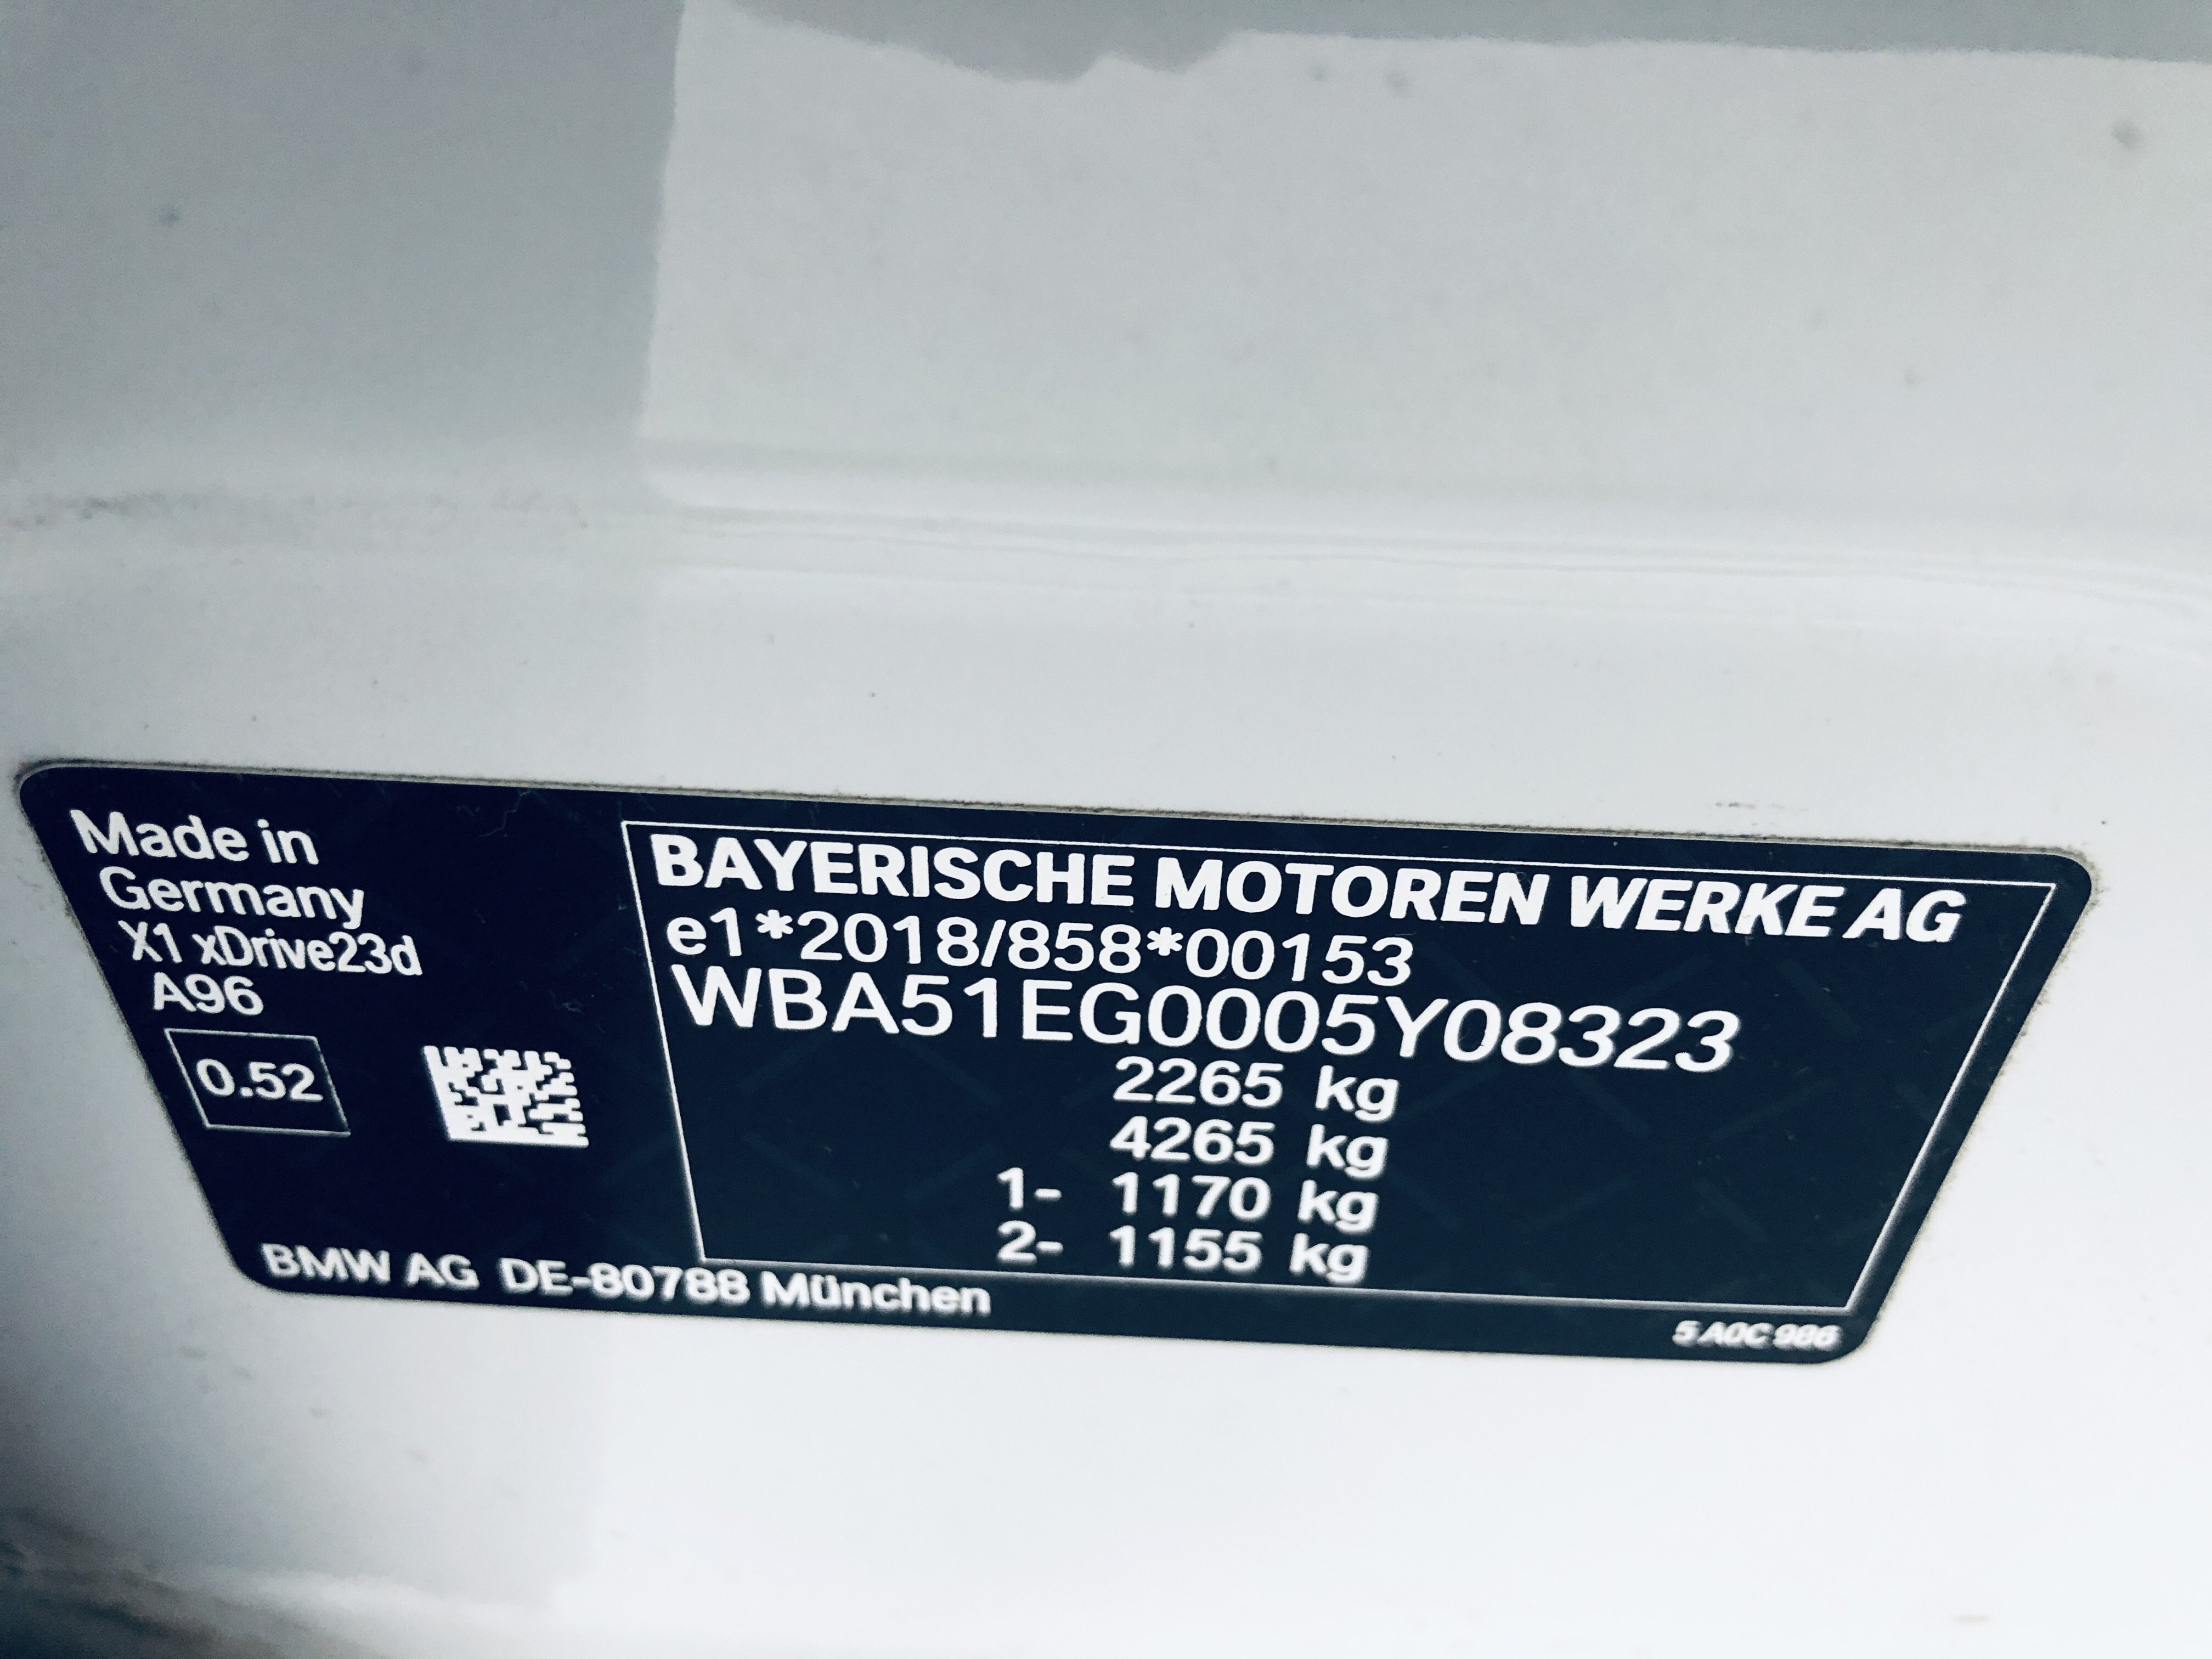 Made in
Germany
X1 xDrive23d
A96
0.52
BAYERISCHE MOTOREN WERKE AG
e1*2018/858*00153
WBA51EG0005Y08323
2265 kg
4265 kg
1- 1170 kg
2- 1155 kg
BMW AG DE-80788 München
5 A0C 986